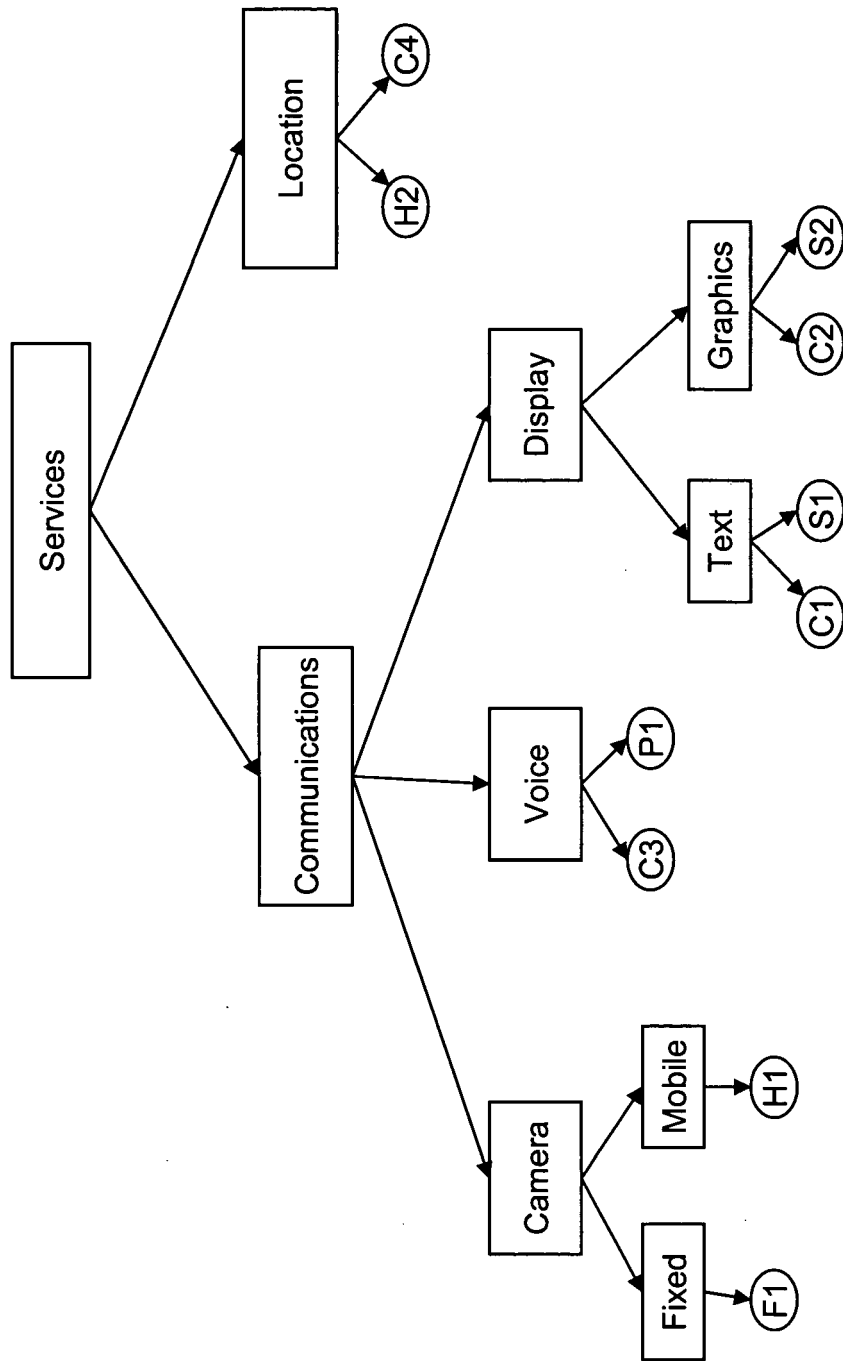 Services
Communications
Location
H2
C4
Camera
Voice
Display
Fixed
Mobile
C3
P1
Text
Graphics
F1
H1
C1
S1
C2
S2